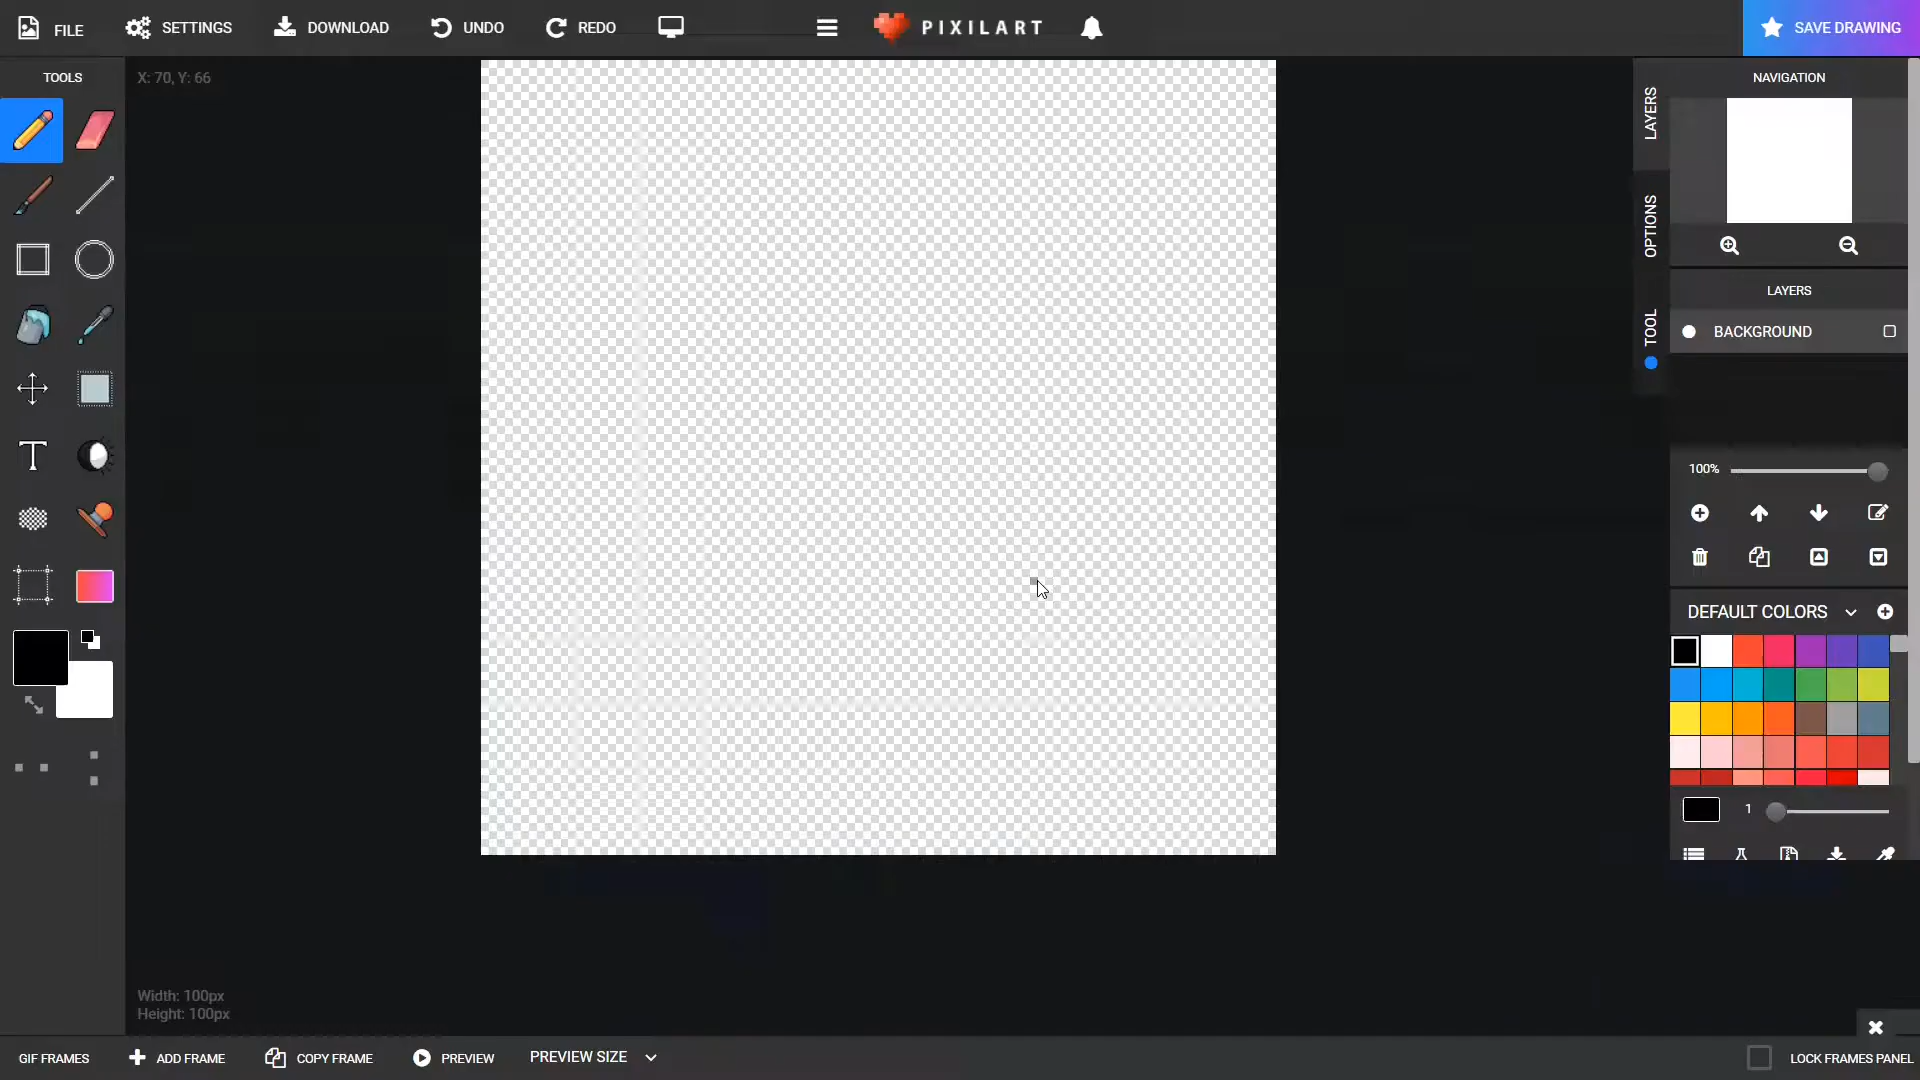 FILE
SETTINGS
DOWNLOAD
UNDO
REDO
PIXILART
SAVE DRAWING
TOOLS
X: 70, Y: 66
LAYERS
OPTIONS
TOOL
NAVIGATION
LAYERS
BACKGROUND
100%
DEFAULT COLORS
1
Width: 100px
Height: 100px
GIF FRAMES
ADD FRAME
COPY FRAME
PREVIEW
PREVIEW SIZE
LOCK FRAMES PANEL